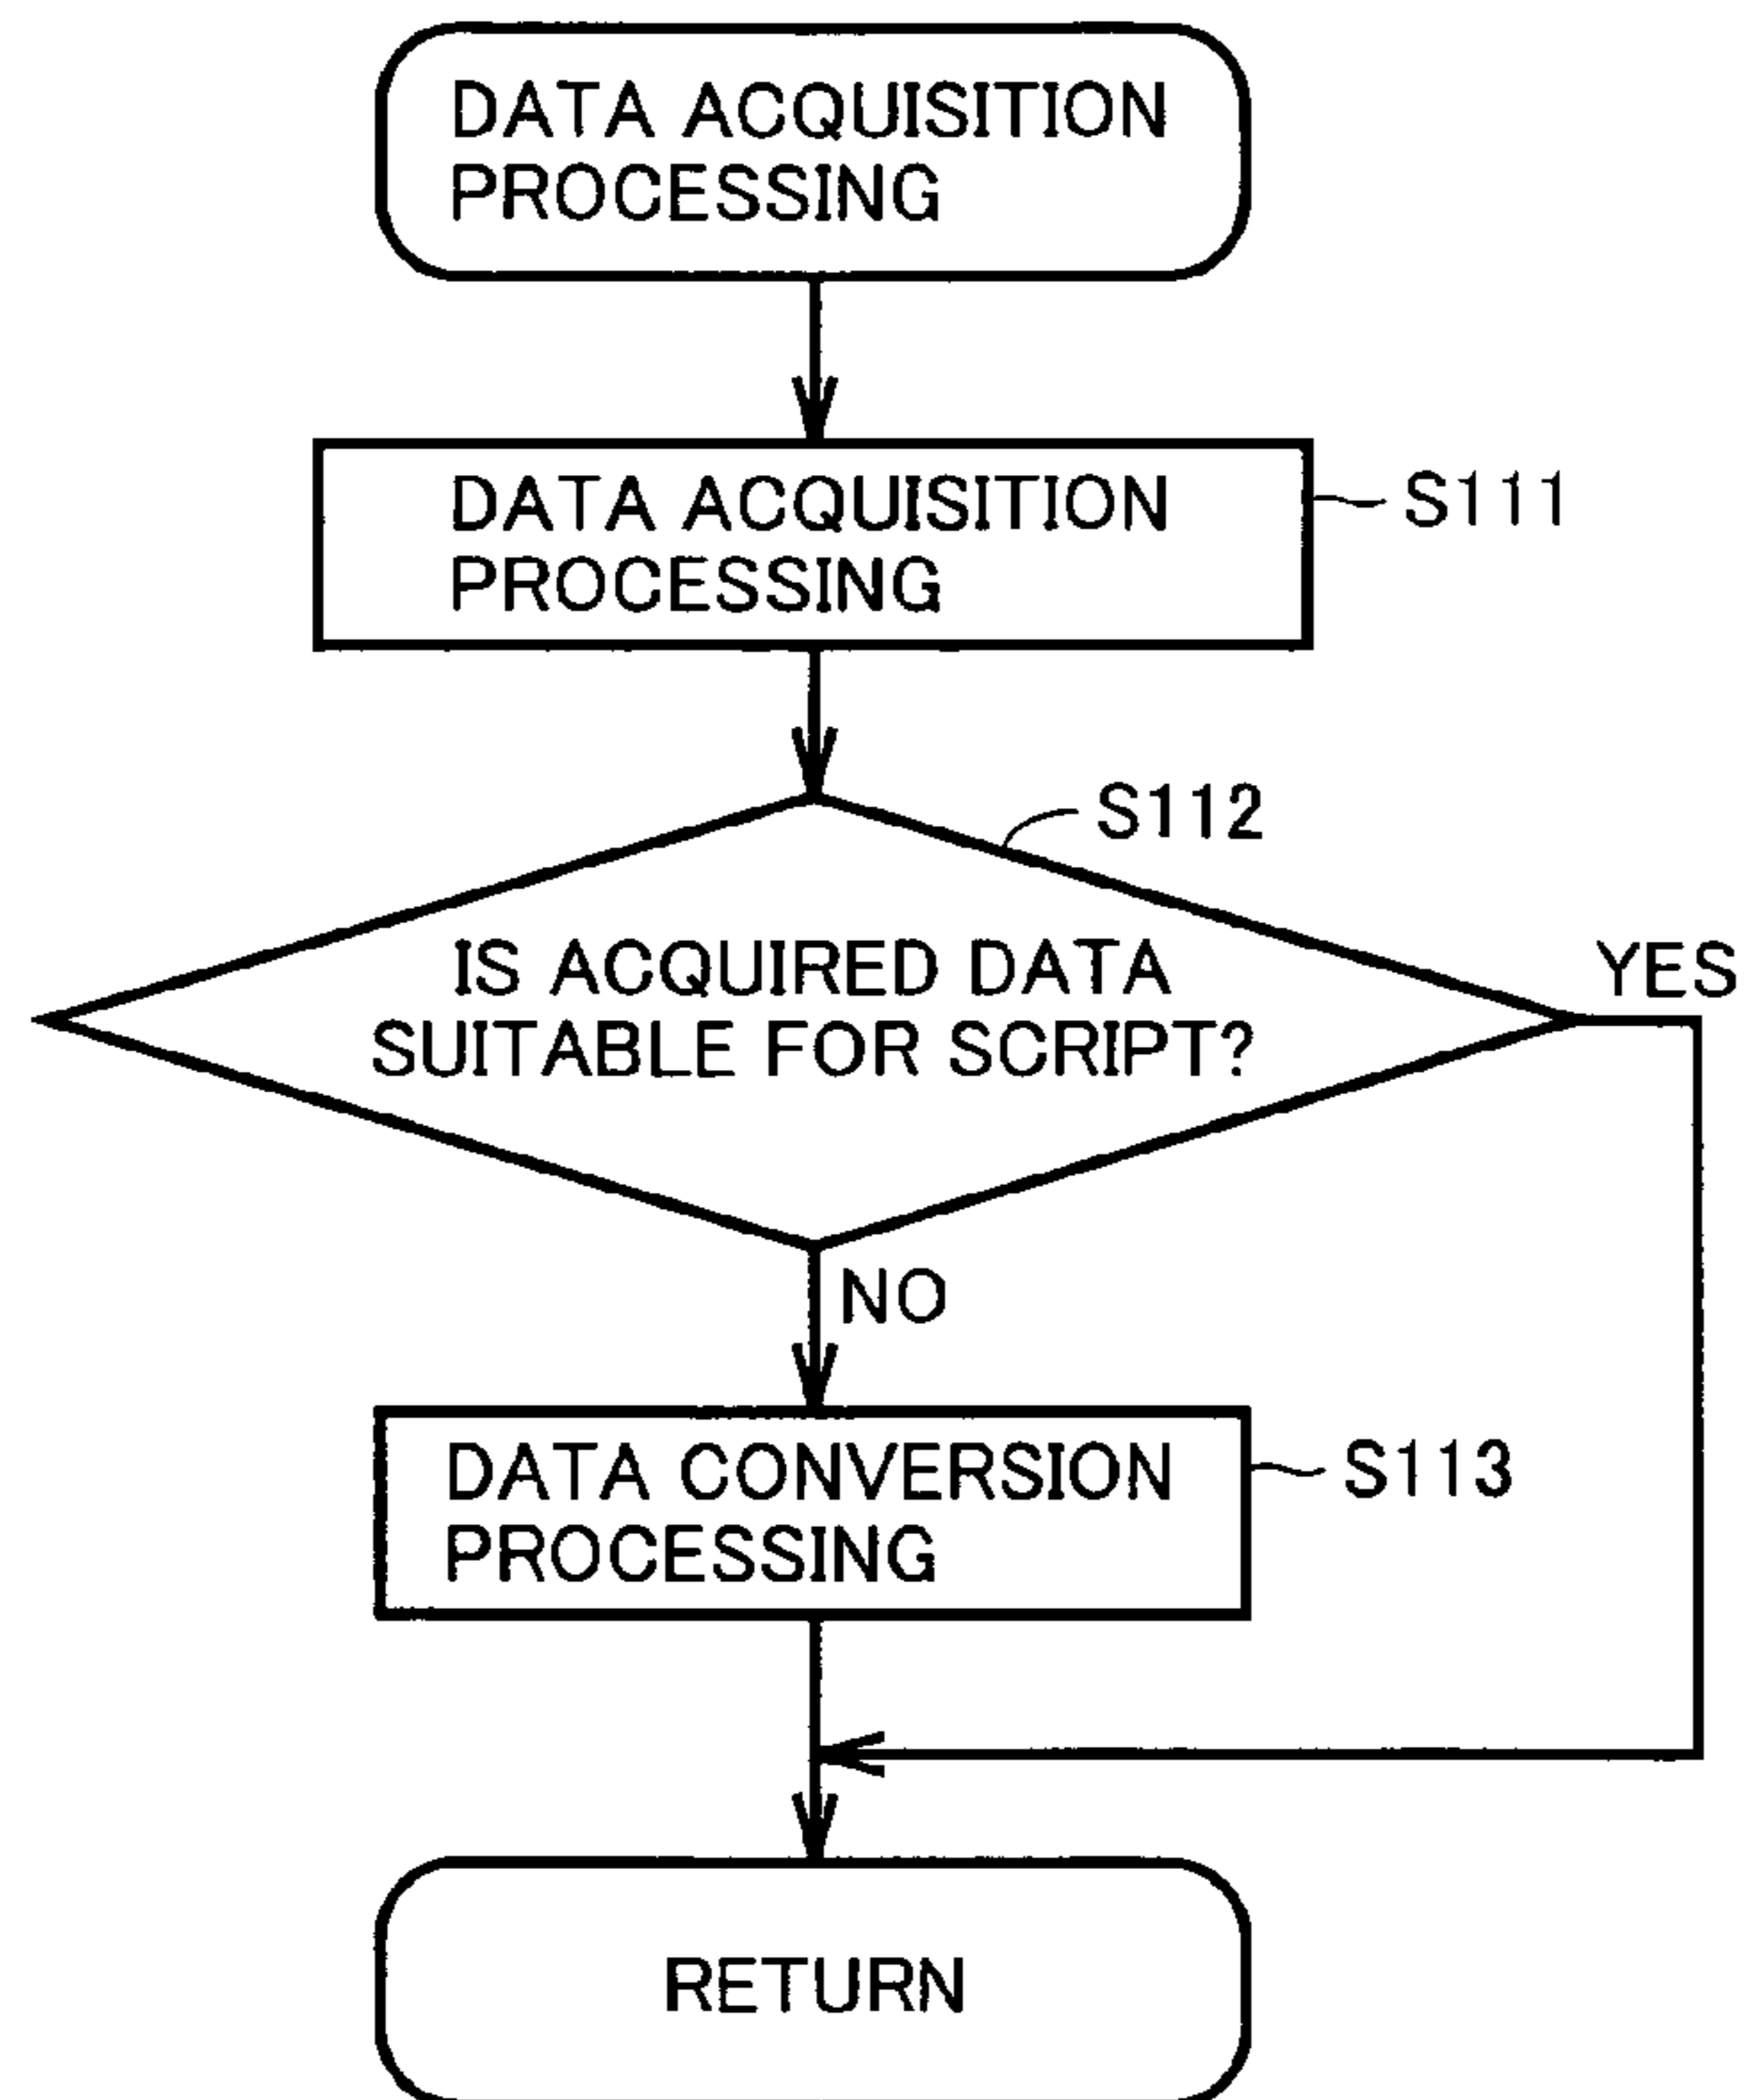 DATA ACQUISITION
PROCESSING
DATA ACQUISITION
PROCESSING
S111
S112
IS ACQUIRED DATA
SUITABLE FOR SCRIPT?
YES
NO
DATA CONVERSION
PROCESSING
S113
RETURN